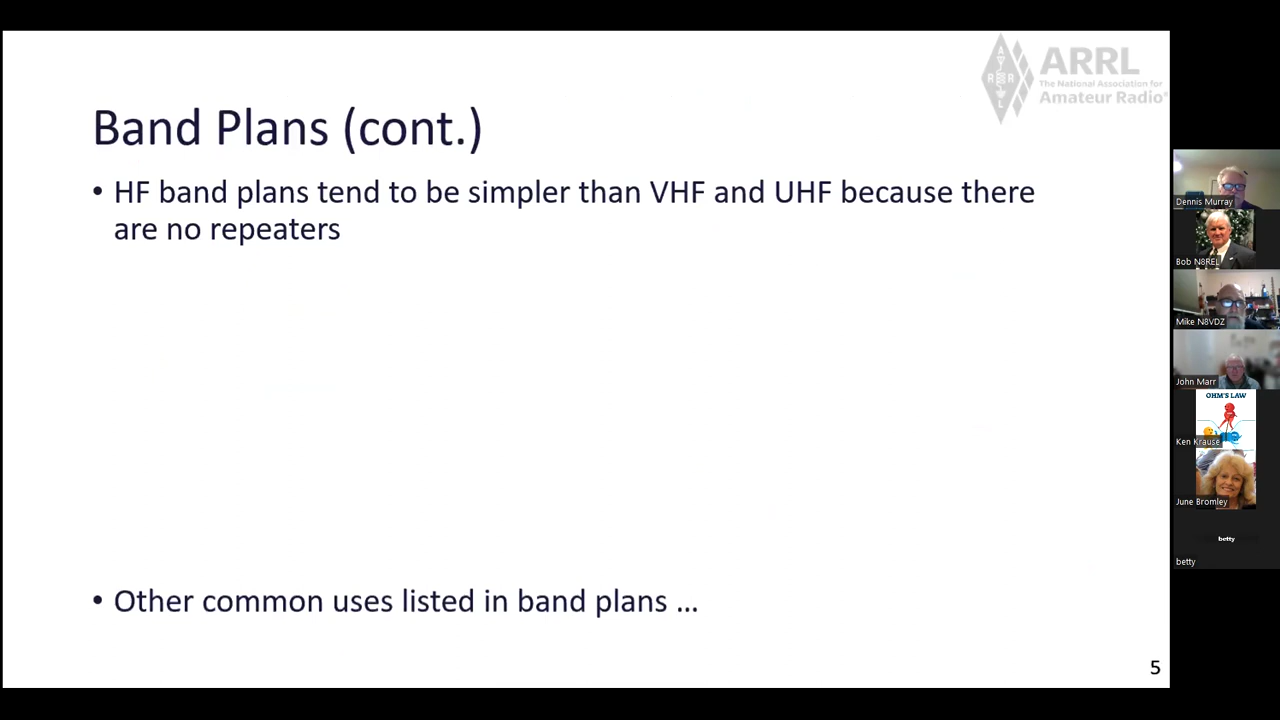 ARRL
The National Association for
Amateur Radio®
Band Plans (cont.)
• HF band plans tend to be simpler than VHF and UHF because there
are no repeaters
• Other common uses listed in band plans …
5
Dennis Murray
Bob N8REL
Mike N8VDZ
John Marr
OHM'S LAW
Ken Krause
June Bromley
betty
betty